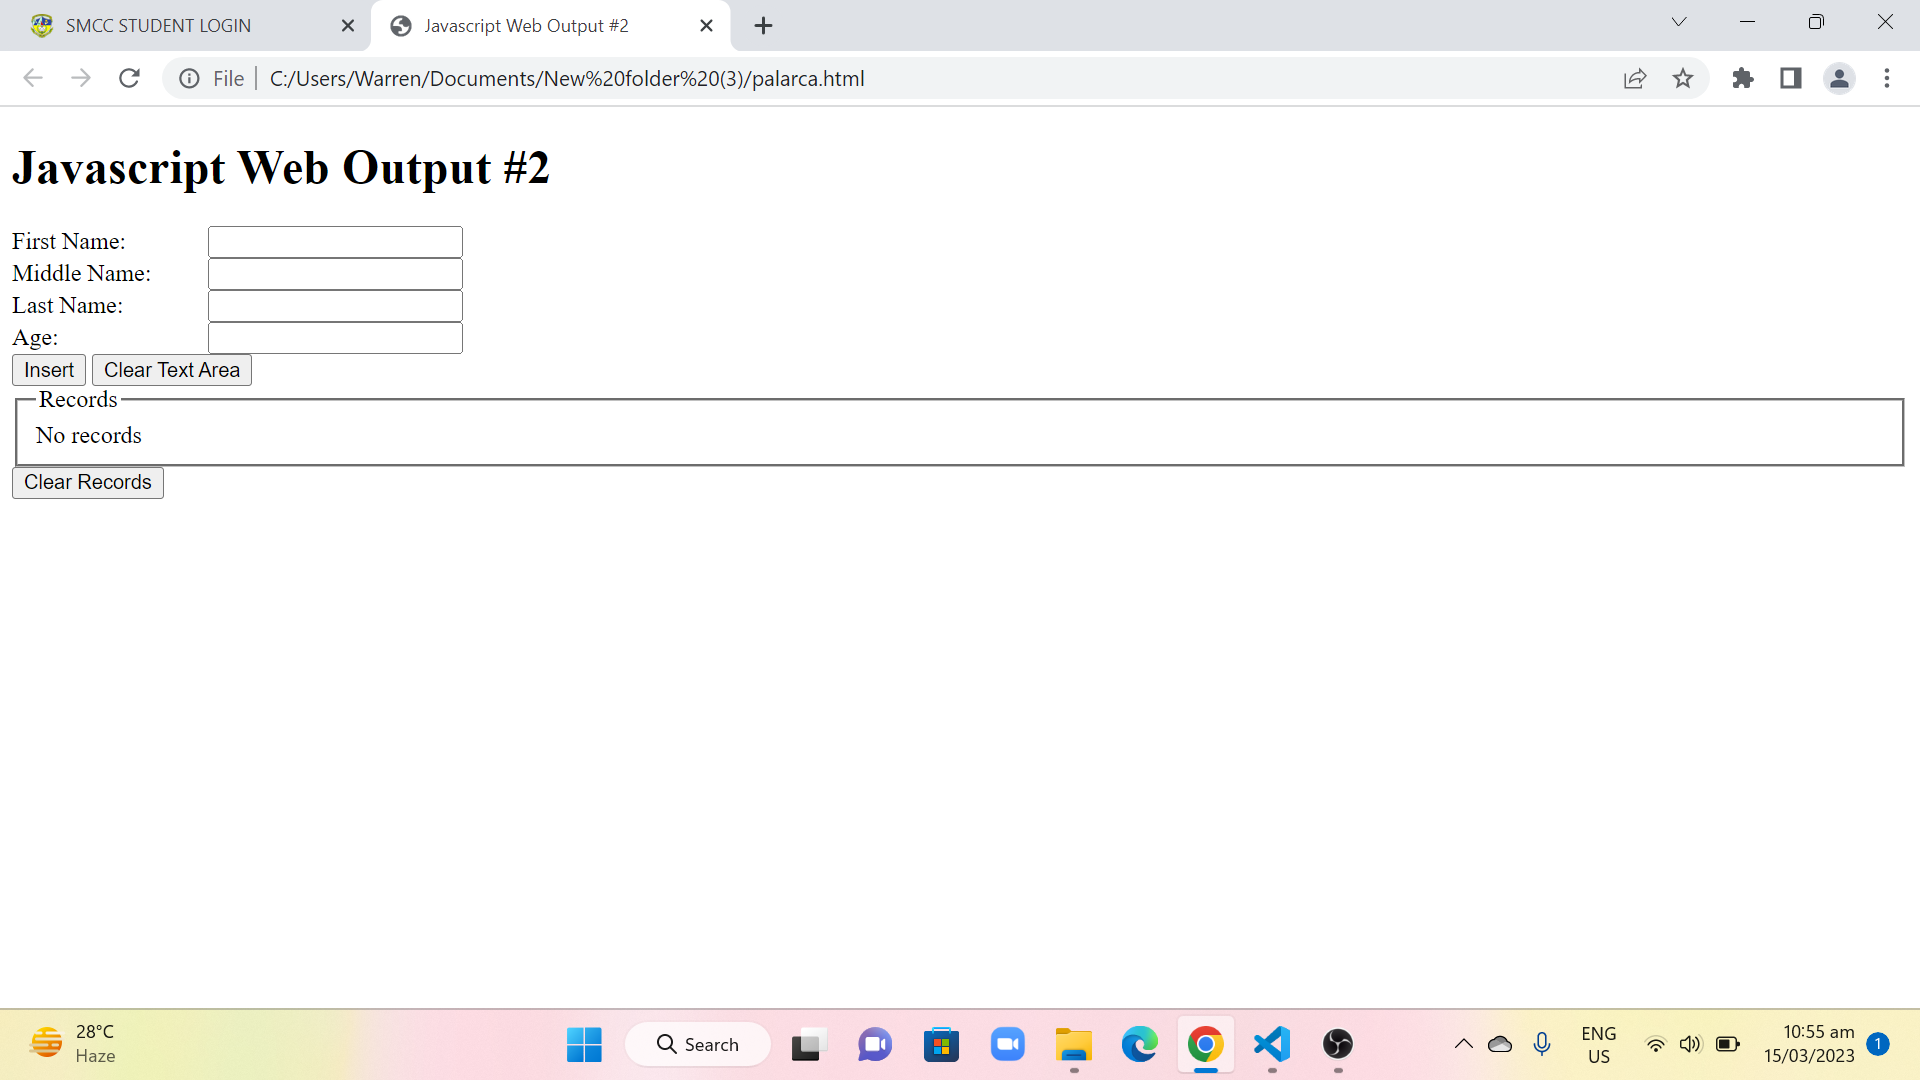 SMCC STUDENT LOGIN
Javascript Web Output #2
File
C:/Users/Warren/Documents/New%20folder%20(3)/palarca.html
Javascript Web Output #2
First Name:
Middle Name:
Last Name:
Age:
Insert Clear Text Area
Records
No records
Clear Records
28°C
Haze
Search
ENG
US
10:55 am
15/03/2023
1